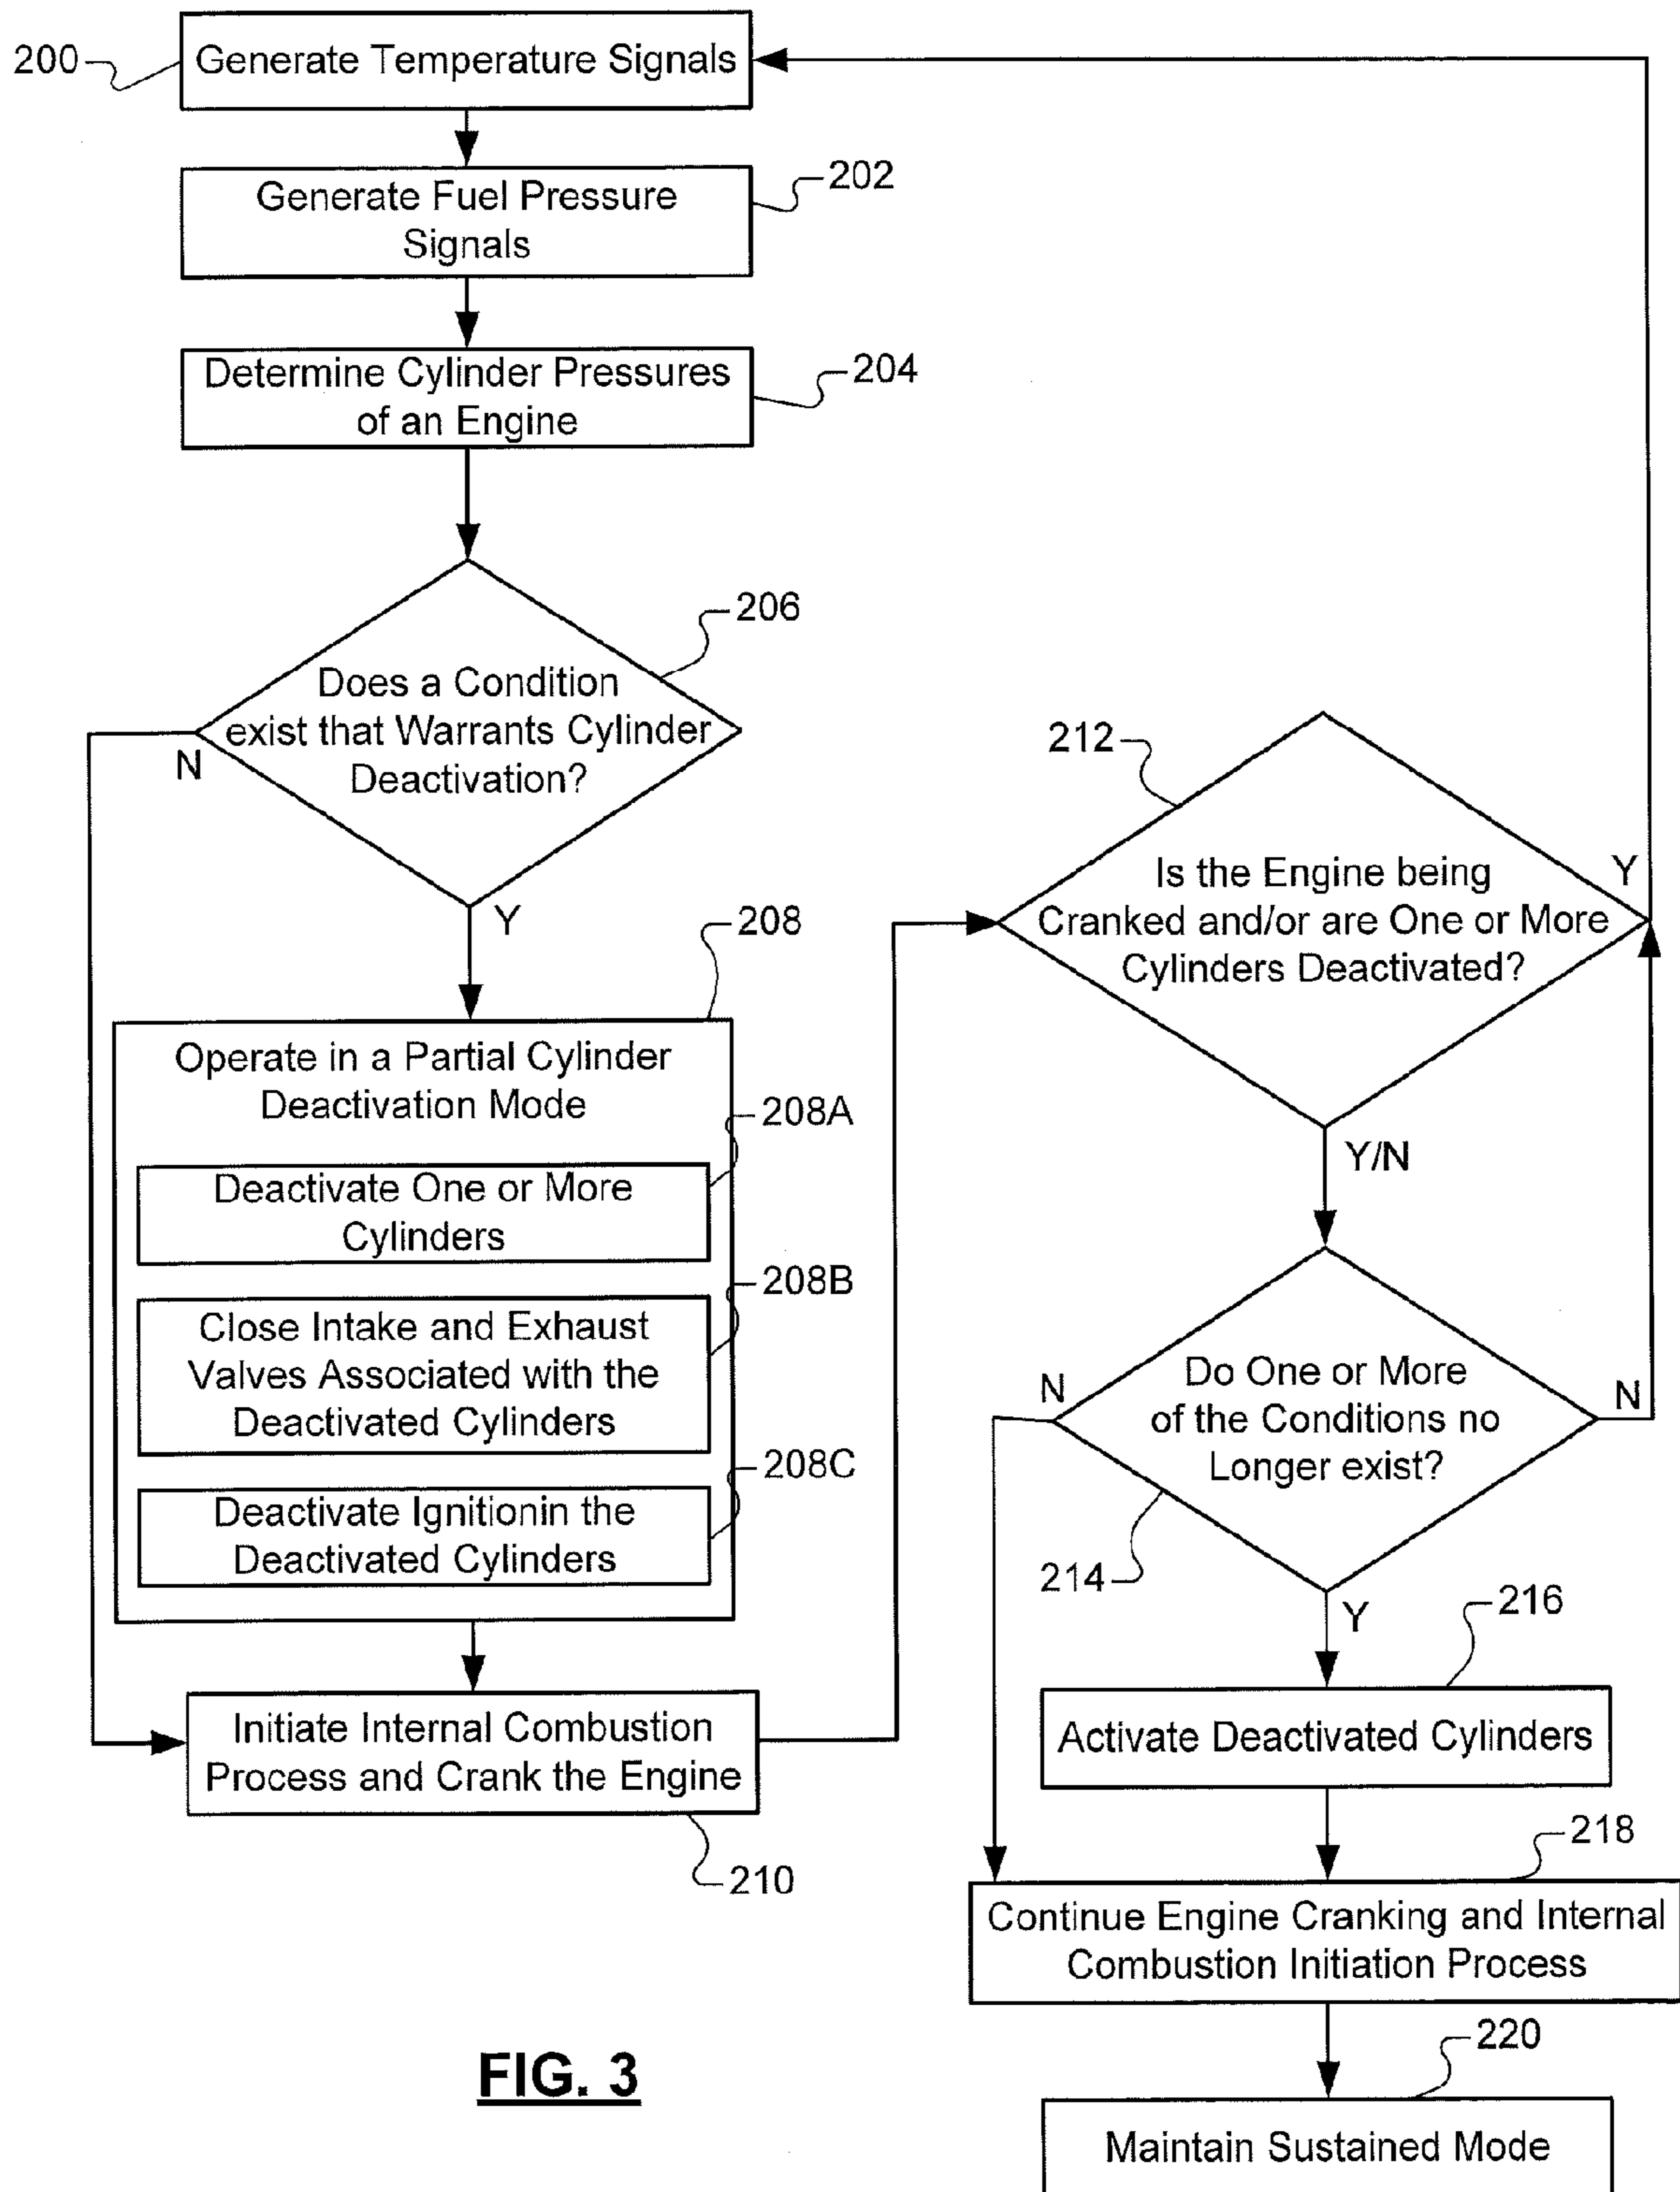 200
Generate Temperature Signals
202
Generate Fuel Pressure
Signals
204
Determine Cylinder Pressures
of an Engine
206
Does a Condition
exist that Warrants Cylinder
Deactivation?
N
Y
208
Operate in a Partial Cylinder
Deactivation Mode
208A
Deactivate One or More
Cylinders
208B
Close Intake and Exhaust
Valves Associated with the
Deactivated Cylinders
208C
Deactivate Ignitionin the
Deactivated Cylinders
Initiate Internal Combustion
Process and Crank the Engine
210
212
Is the Engine being
Cranked and/or are One or More
Cylinders Deactivated?
Y
Y/N
Do One or More
of the Conditions no
Longer exist?
N
N
214
Y
216
Activate Deactivated Cylinders
218
Continue Engine Cranking and Internal
Combustion Initiation Process
220
Maintain Sustained Mode
FIG. 3